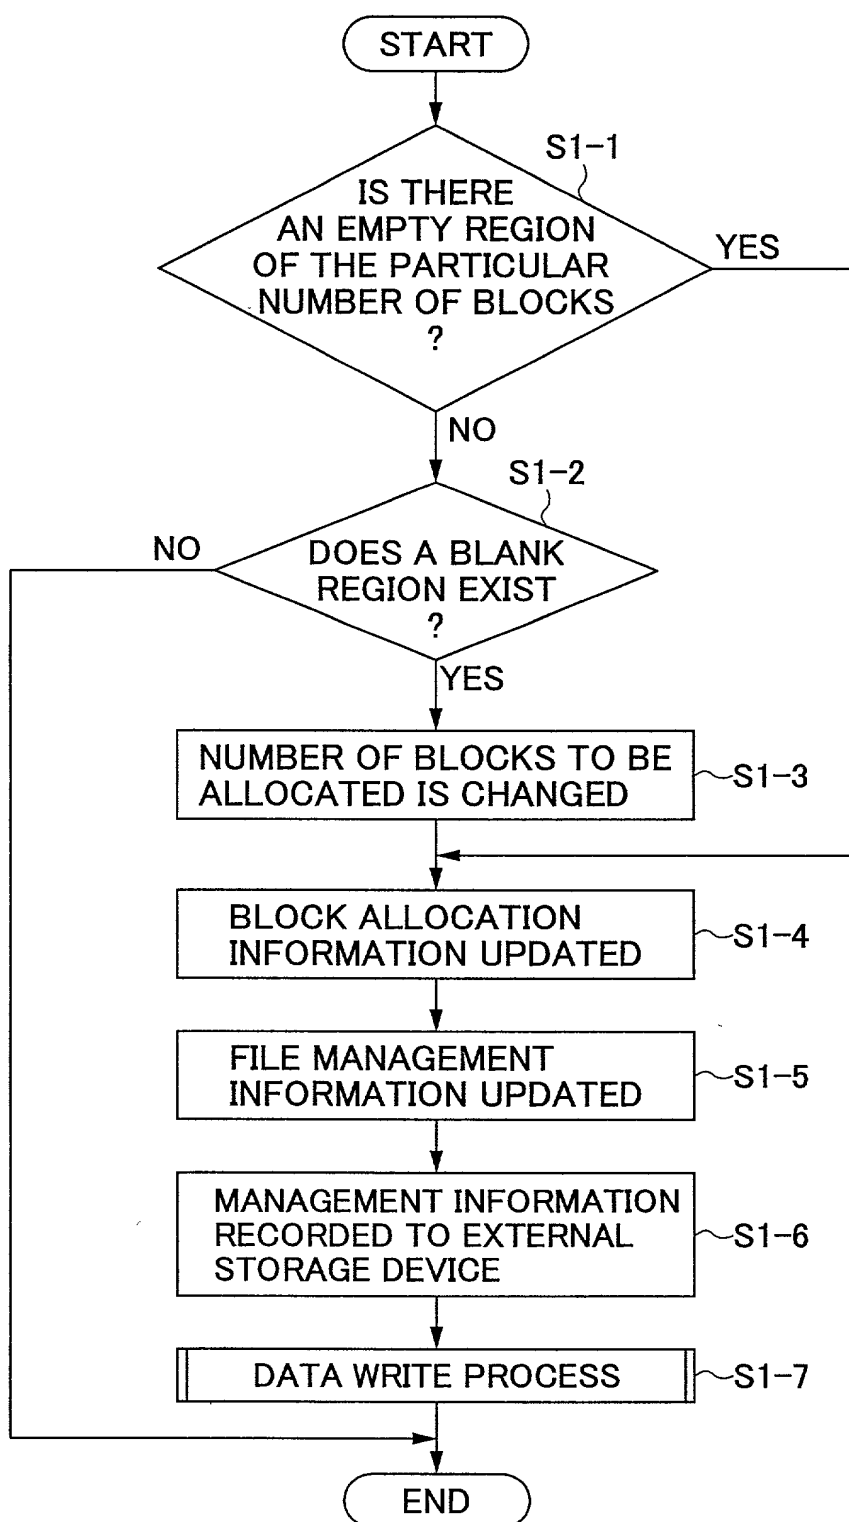 START
S1-1
IS THERE
AN EMPTY REGION
OF THE PARTICULAR
NUMBER OF BLOCKS
?
YES
NO
S1-2
NO
DOES A BLANK
REGION EXIST
?
YES
NUMBER OF BLOCKS TO BE
ALLOCATED IS CHANGED
S1-3
BLOCK ALLOCATION
INFORMATION UPDATED
S1-4
FILE MANAGEMENT
INFORMATION UPDATED
S1-5
MANAGEMENT INFORMATION
RECORDED TO EXTERNAL
STORAGE DEVICE
S1-6
DATA WRITE PROCESS
S1-7
END